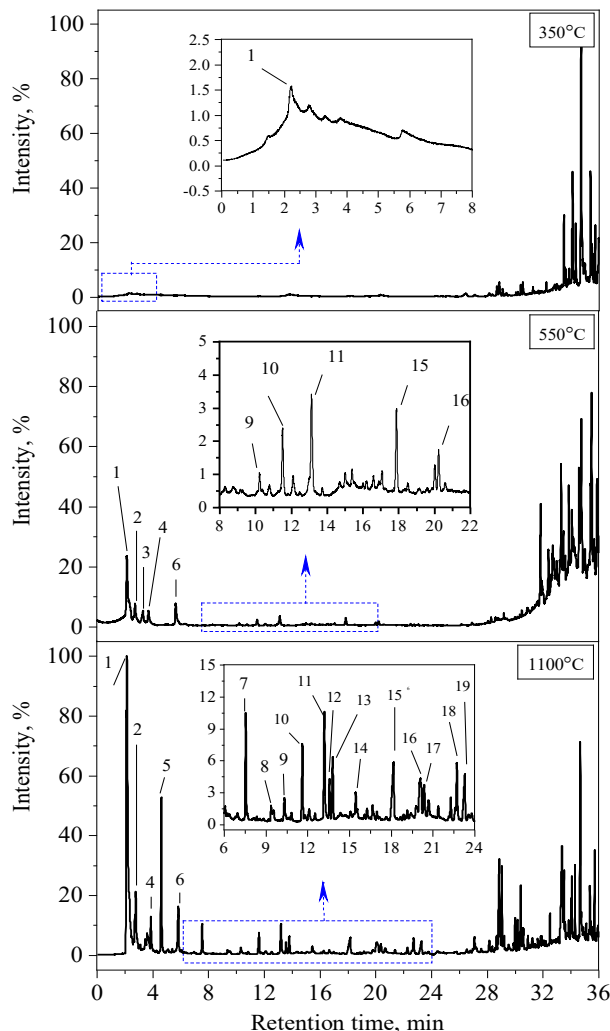 350°C
Intensity, %
100
80
60
40
20
0
2.5
2.0
1.5
1.0
0.5
0.0
-0.5
0 1 2 3 4 5 6 7 8
1
550°C
Intensity, %
100
80
60
40
20
0
5
4
3
2
1
0
8 10 12 14 16 18 20 22
9 10 11 15 16
1 2 3 4 6
1100°C
Intensity, %
100
80
60
40
20
0
15
12
9
6
3
0
6 9 12 15 18 21 24
7 8 9 10 11 12 13 14 15 16 17 18 19
1 2 4 5 6
0 4 8 12 16 20 24 28 32 36
Retention time, min